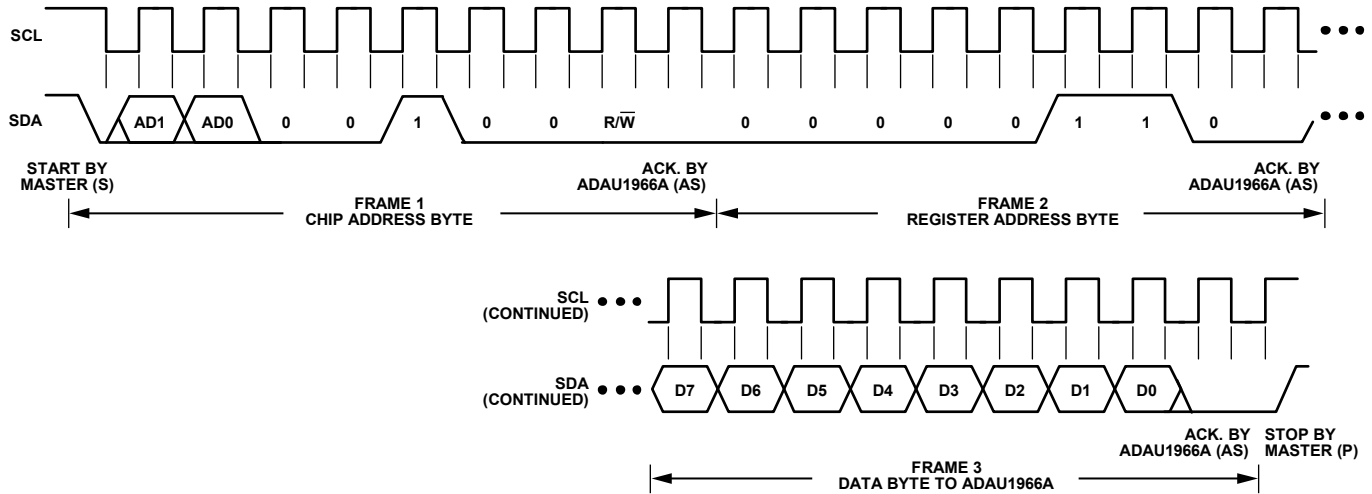 SCL
SDA AD1 AD0 0 0 1 0 0 R/W̅ 0 0 0 0 0 1 1 0
START BY
MASTER (S)
ACK. BY
ADAU1966A (AS)
ACK. BY
ADAU1966A (AS)
FRAME 1
CHIP ADDRESS BYTE
FRAME 2
REGISTER ADDRESS BYTE
SCL
(CONTINUED)
SDA
(CONTINUED)
D7 D6 D5 D4 D3 D2 D1 D0
ACK. BY
ADAU1966A (AS)
STOP BY
MASTER (P)
FRAME 3
DATA BYTE TO ADAU1966A